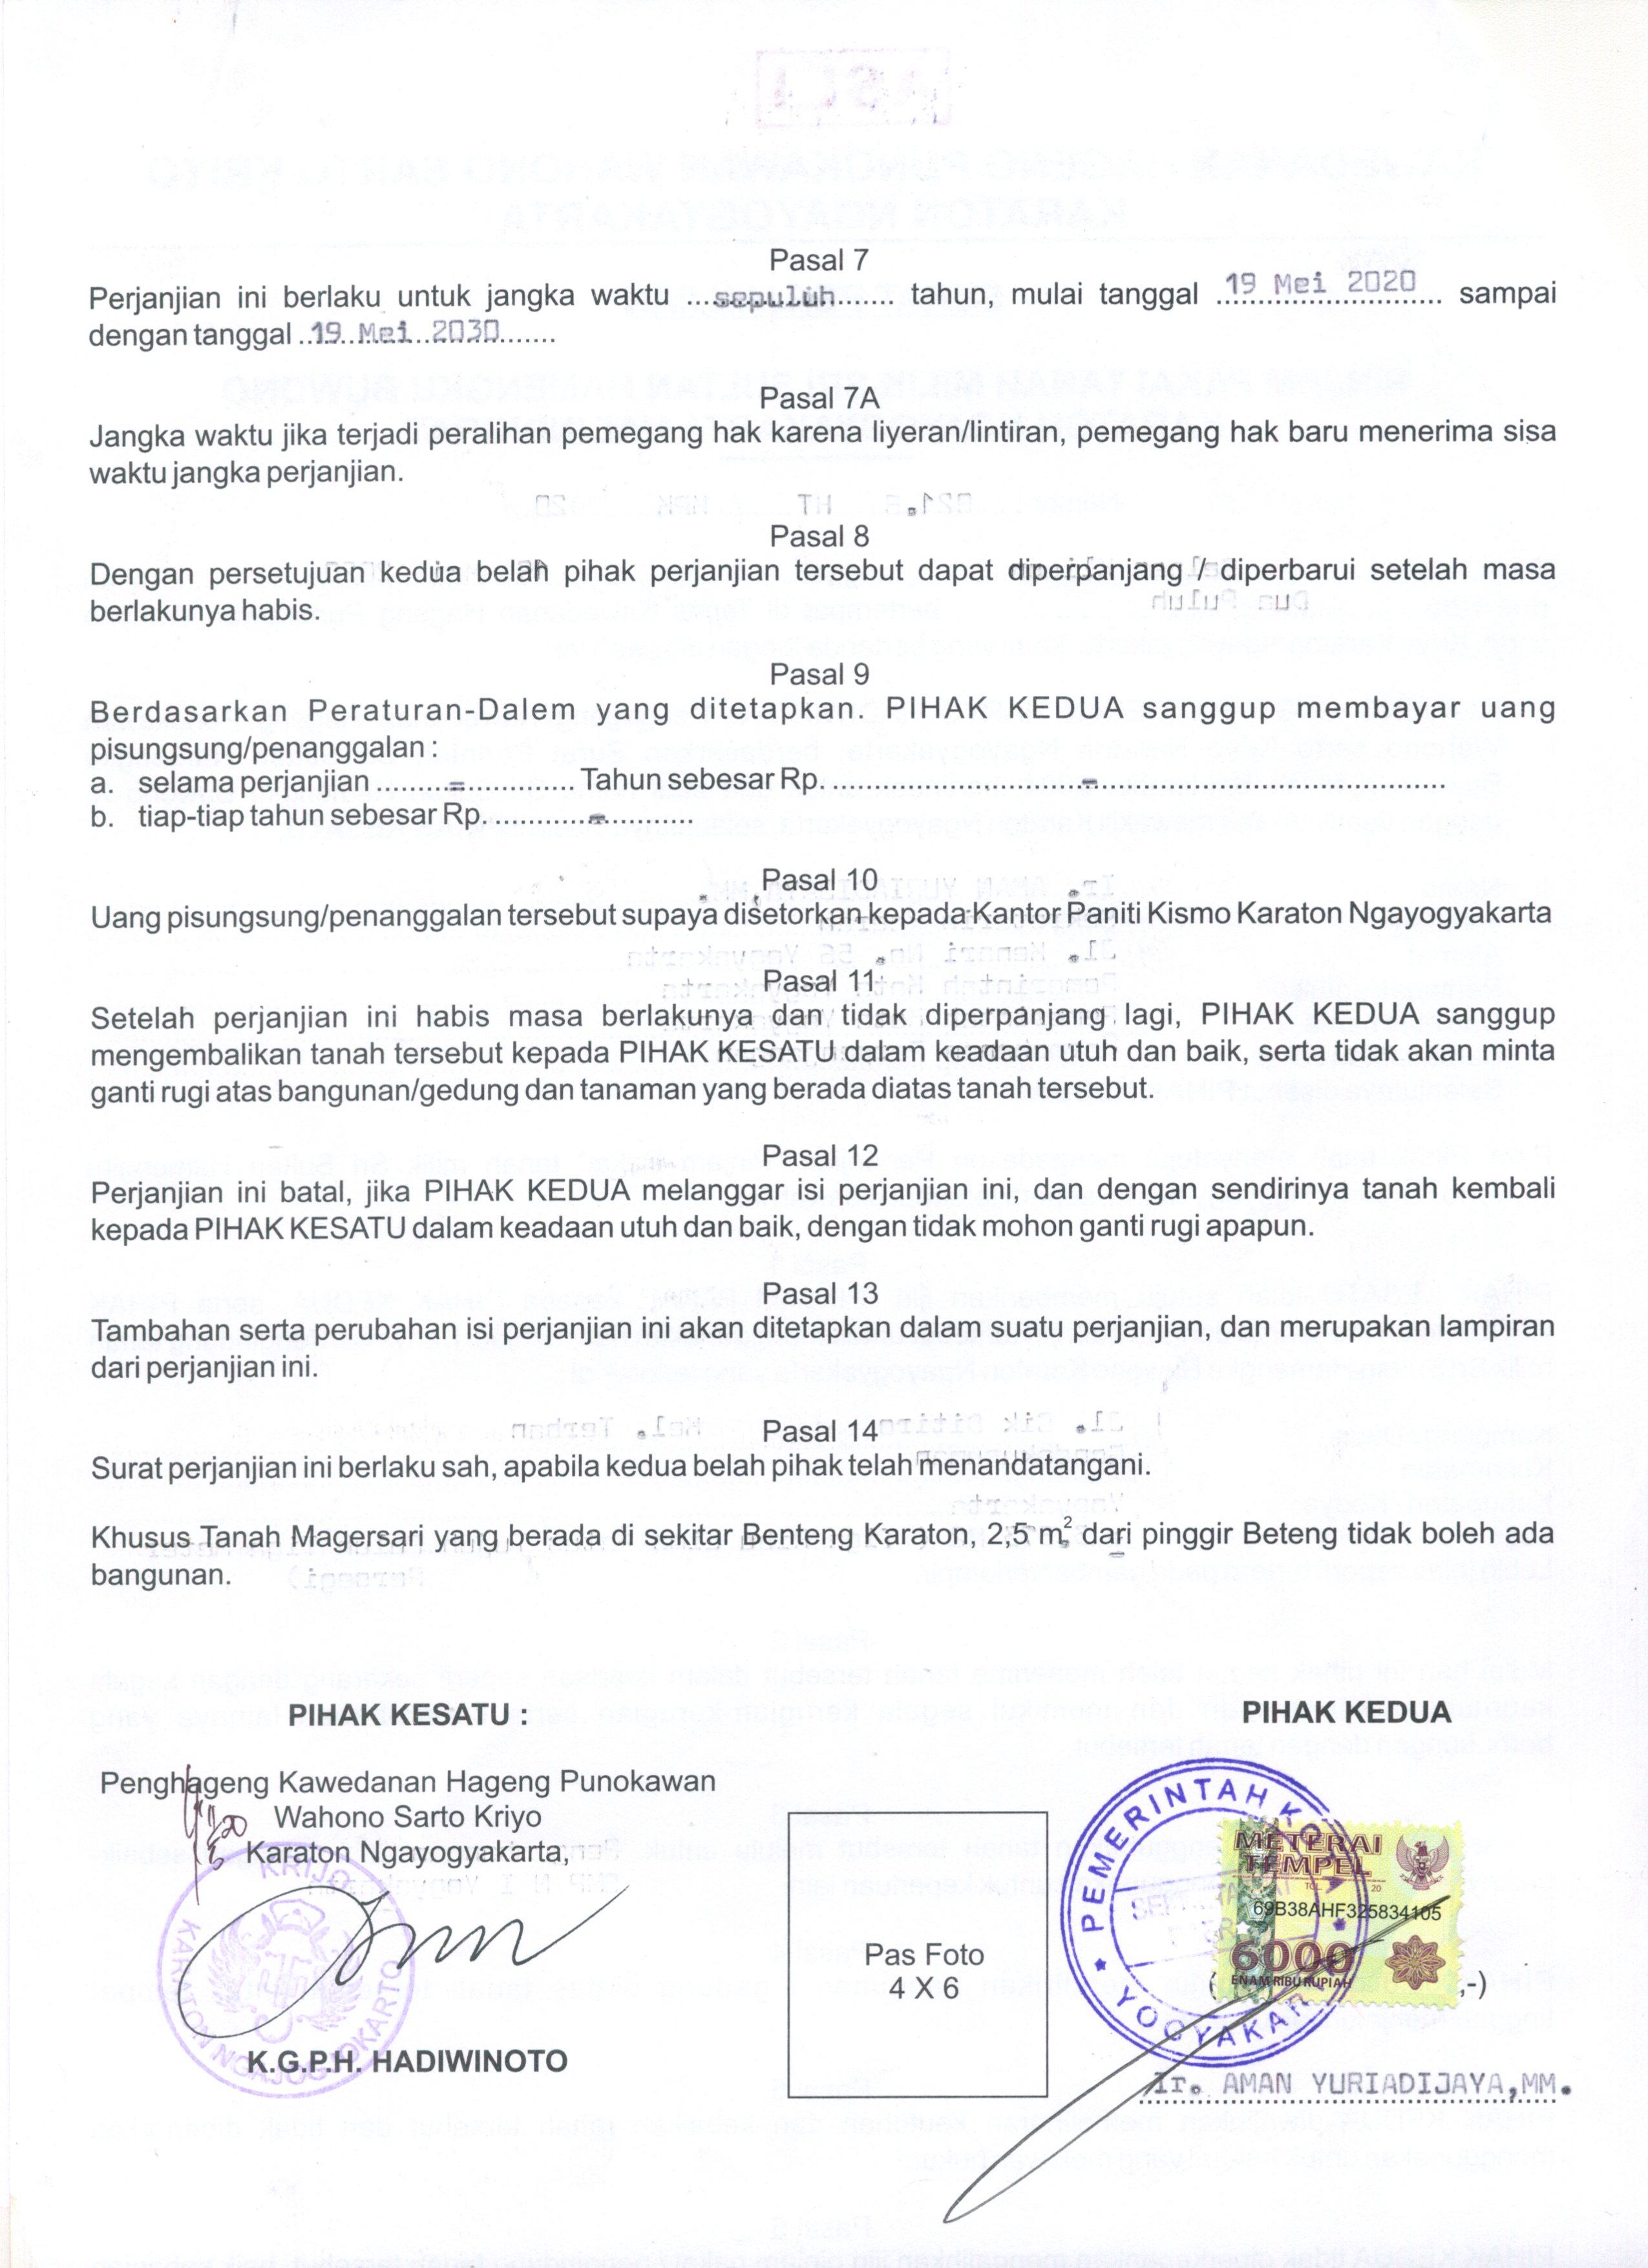 Pasal 7
Perjanjian ini berlaku untuk jangka waktu ...sepuluh....... tahun, mulai tanggal ...19 Mei 2020... sampai
dengan tanggal ..19 Mei 2030.......
Pasal 7A
Jangka waktu jika terjadi peralihan pemegang hak karena liyeran/lintiran, pemegang hak baru menerima sisa
waktu jangka perjanjian.
Pasal 8
Dengan persetujuan kedua belah pihak perjanjian tersebut dapat diperpanjang / diperbarui setelah masa
berlakunya habis.
Pasal 9
Berdasarkan Peraturan-Dalem yang ditetapkan. PIHAK KEDUA sanggup membayar uang
pisungsung/penanggalan :
a. selama perjanjian .........=............. Tahun sebesar Rp. ................................-............................................
b. tiap-tiap tahun sebesar Rp. .............=............
Pasal 10
Uang pisungsung/penanggalan tersebut supaya disetorkan kepada Kantor Paniti Kismo Karaton Ngayogyakarta
Pasal 11
Setelah perjanjian ini habis masa berlakunya dan tidak diperpanjang lagi, PIHAK KEDUA sanggup
mengembalikan tanah tersebut kepada PIHAK KESATU dalam keadaan utuh dan baik, serta tidak akan minta
ganti rugi atas bangunan/gedung dan tanaman yang berada diatas tanah tersebut.
Pasal 12
Perjanjian ini batal, jika PIHAK KEDUA melanggar isi perjanjian ini, dan dengan sendirinya tanah kembali
kepada PIHAK KESATU dalam keadaan utuh dan baik, dengan tidak mohon ganti rugi apapun.
Pasal 13
Tambahan serta perubahan isi perjanjian ini akan ditetapkan dalam suatu perjanjian, dan merupakan lampiran
dari perjanjian ini.
Pasal 14
Surat perjanjian ini berlaku sah, apabila kedua belah pihak telah menandatangani.
Khusus Tanah Magersari yang berada di sekitar Benteng Karaton, 2,5 m² dari pinggir Beteng tidak boleh ada
bangunan.
PIHAK KESATU :
PIHAK KEDUA
Penghageng Kawedanan Hageng Punokawan
Wahono Sarto Kriyo
Karaton Ngayogyakarta,
KRIJO
KARATON NGAJOGJOKARTO
K.G.P.H. HADIWINOTO
Pas Foto
4 X 6
PEMERINTAH KOTA
YOGYAKARTA
METERAI
TEMPEL
TGL.
20
69B38AHF325834105
6000
ENAM RIBU RUPIAH
( ,-)
Ir. AMAN YURIADIJAYA,MM.